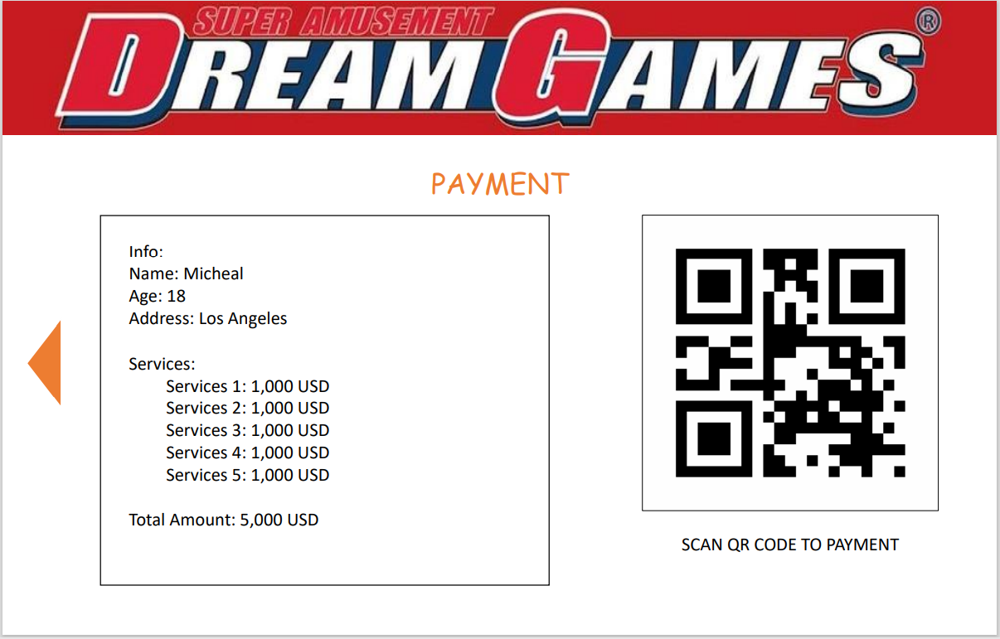 SUPER AMUSEMENT
DREAM GAMES ®
PAYMENT
Info:
Name: Micheal
Age: 18
Address: Los Angeles
Services:
Services 1: 1,000 USD
Services 2: 1,000 USD
Services 3: 1,000 USD
Services 4: 1,000 USD
Services 5: 1,000 USD
Total Amount: 5,000 USD
SCAN QR CODE TO PAYMENT